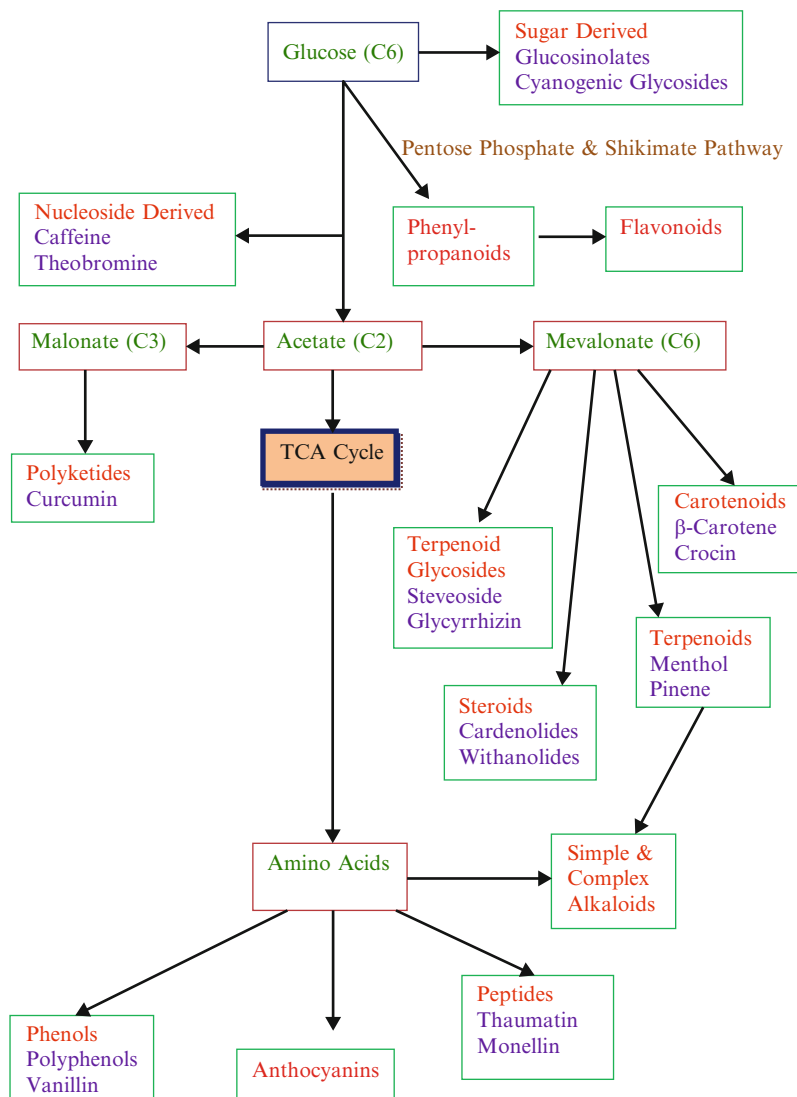 Glucose (C6)
Sugar Derived
Glucosinolates
Cyanogenic Glycosides
Pentose Phosphate & Shikimate Pathway
Nucleoside Derived
Caffeine
Theobromine
Phenyl-
propanoids
Flavonoids
Malonate (C3)
Acetate (C2)
Mevalonate (C6)
TCA Cycle
Polyketides
Curcumin
Carotenoids
β-Carotene
Crocin
Terpenoid
Glycosides
Steveoside
Glycyrrhizin
Terpenoids
Menthol
Pinene
Steroids
Cardenolides
Withanolides
Amino Acids
Simple &
Complex
Alkaloids
Phenols
Polyphenols
Vanillin
Anthocyanins
Peptides
Thaumatin
Monellin